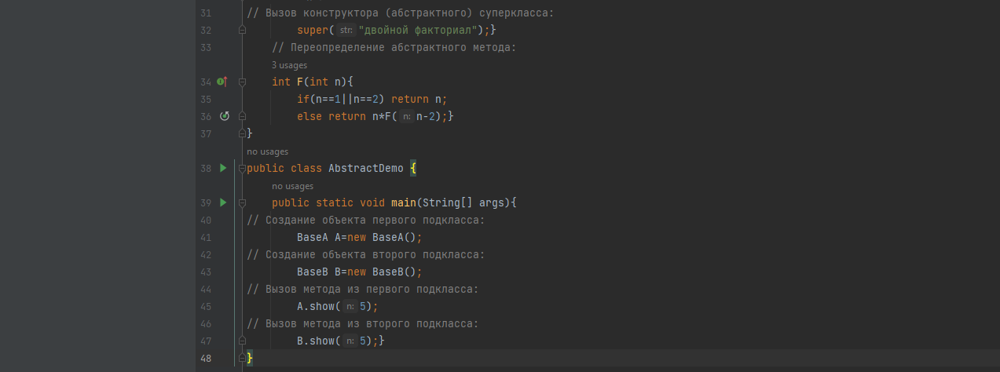 31 // Вызов конструктора (абстрактного) суперкласса:
32 super( str: "двойной факториал");}
33 // Переопределение абстрактного метода:
3 usages
34 int F(int n){
35 if(n==1||n==2) return n;
36 else return n*F( n: n-2);}
37 }
no usages
38 public class AbstractDemo {
no usages
39 public static void main(String[] args){
40 // Создание объекта первого подкласса:
41 BaseA A=new BaseA();
42 // Создание объекта второго подкласса:
43 BaseB B=new BaseB();
44 // Вызов метода из первого подкласса:
45 A.show( n: 5);
46 // Вызов метода из второго подкласса:
47 B.show( n: 5);}
48 }